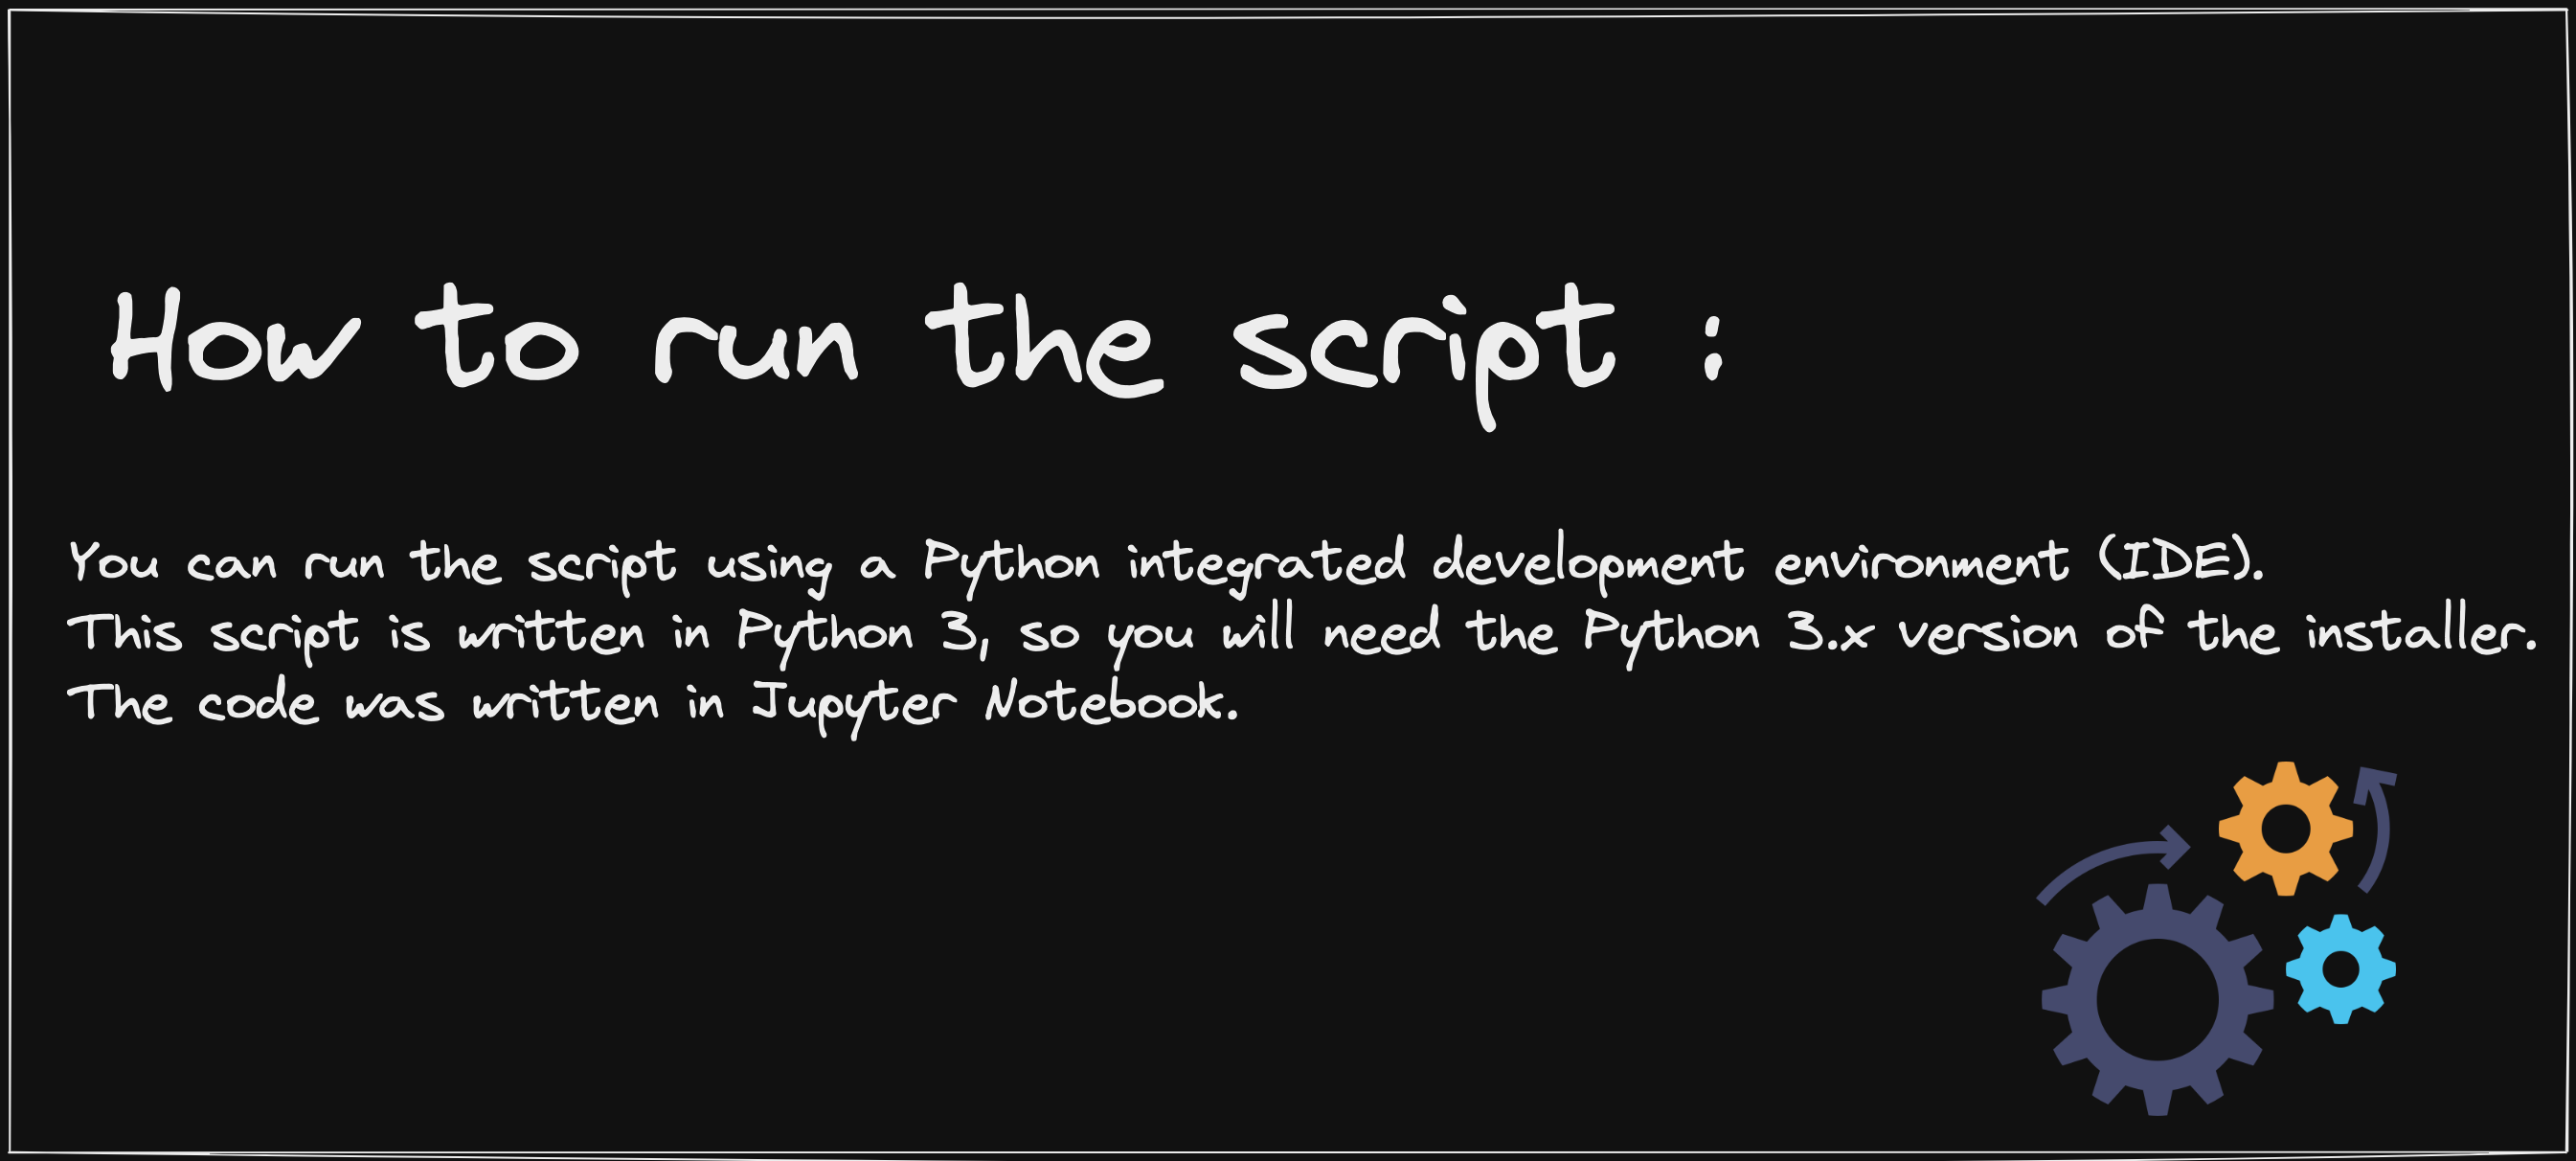 How to run the script :
You can run the script using a Python integrated development environment (IDE).
This script is written in Python 3, so you will need the Python 3.x version of the installer.
The code was written in Jupyter Notebook.